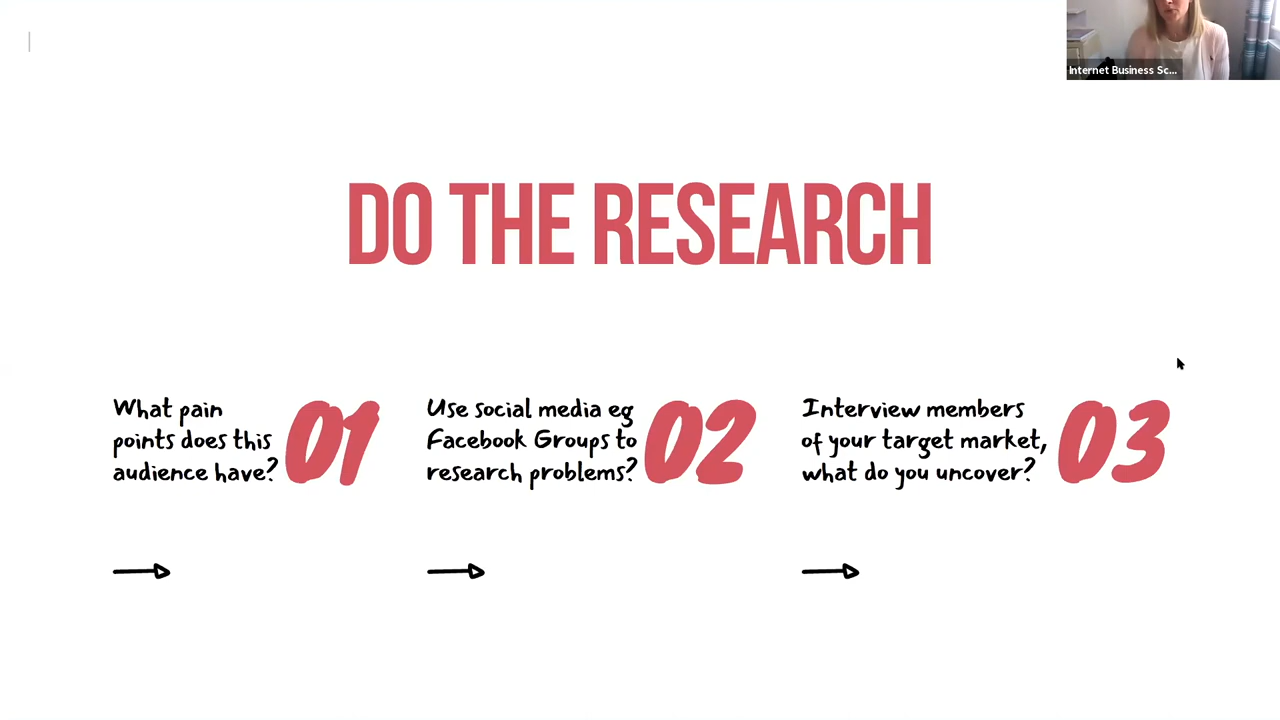 Internet Business Sc...
DO THE RESEARCH
What pain
points does this
audience have?
01
Use social media eg
Facebook Groups to
research problems?
02
Interview members
of your target market,
what do you uncover?
03